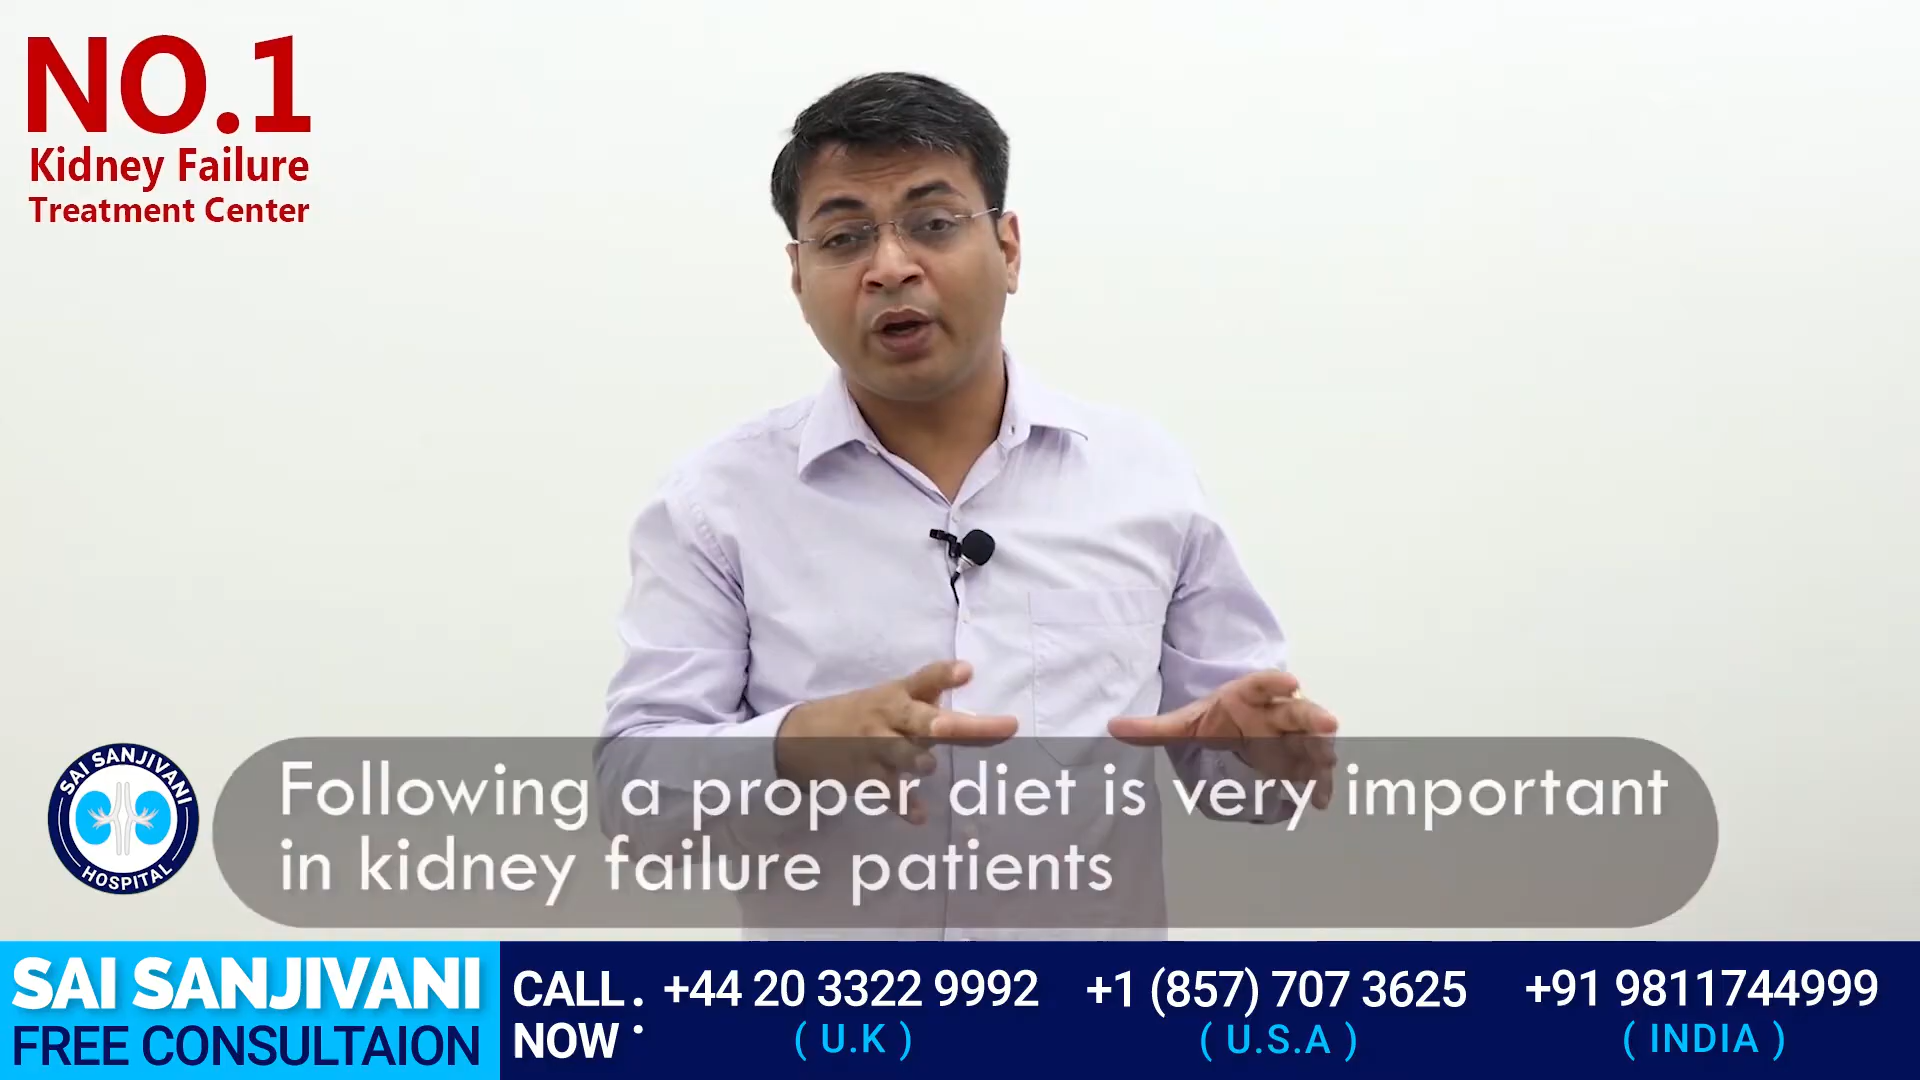 NO.1
Kidney Failure
Treatment Center
SAI SANJIVANI
HOSPITAL
Following a proper diet is very important
in kidney failure patients
SAI SANJIVANI
FREE CONSULTAION
CALL NOW :
+44 20 3322 9992
( U.K )
+1 (857) 707 3625
( U.S.A )
+91 9811744999
( INDIA )